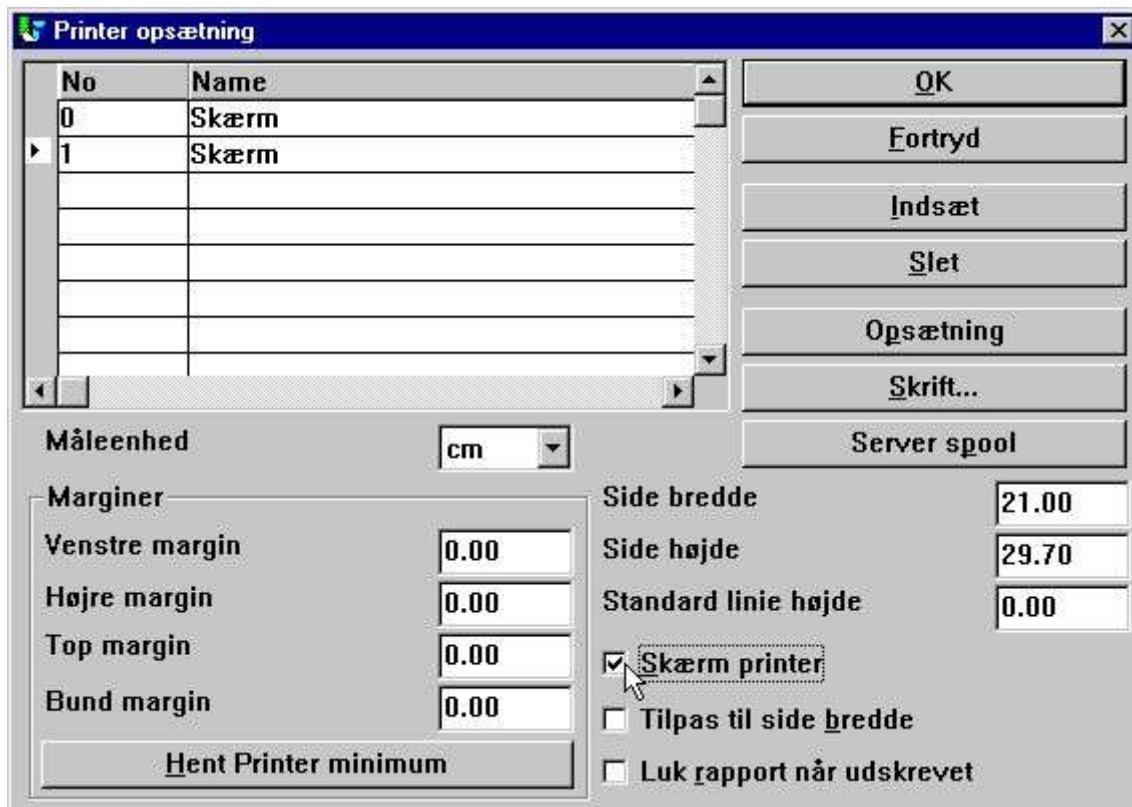 Printer opsætning
No Name
0 Skærm
1 Skærm
OK
Fortryd
Indsæt
Slet
Opsætning
Skrift...
Server spool
Måleenhed cm
Marginer
Venstre margin 0.00
Højre margin 0.00
Top margin 0.00
Bund margin 0.00
Hent Printer minimum
Side bredde 21.00
Side højde 29.70
Standard linie højde 0.00
Skærm printer
Tilpas til side bredde
Luk rapport når udskrevet